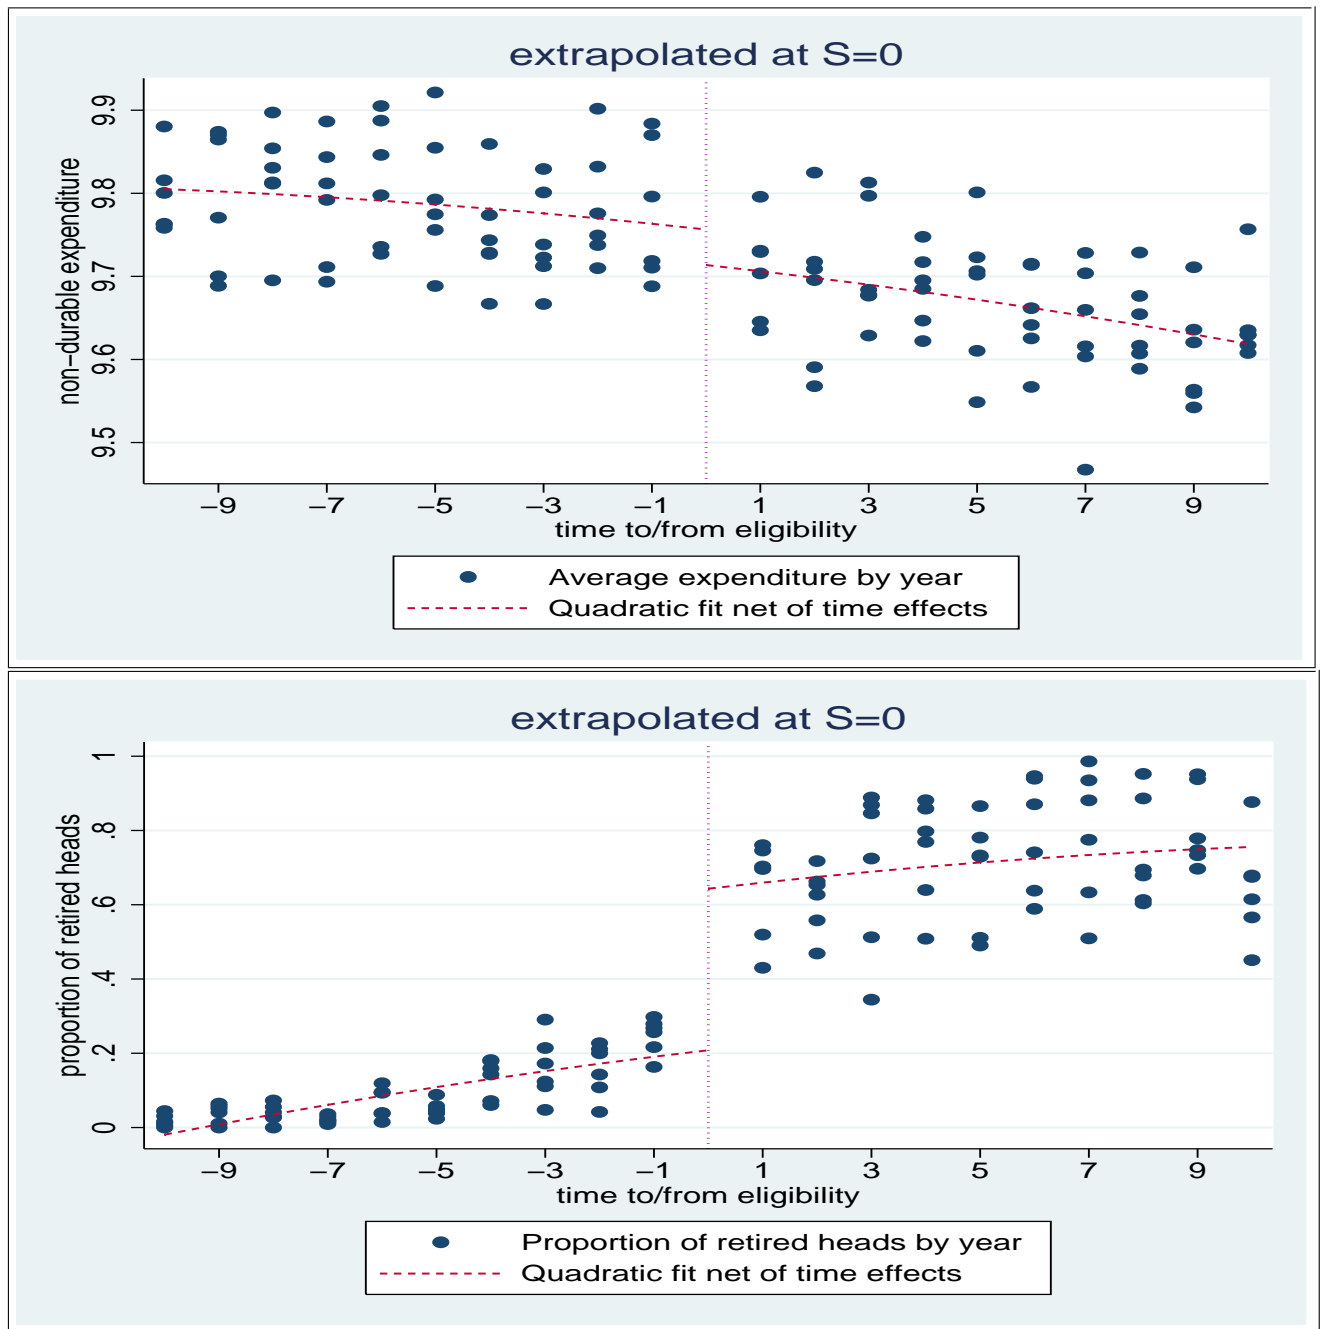 extrapolated at S=0
non−durable expenditure
9.9
9.8
9.7
9.6
9.5
−9 −7 −5 −3 −1 1 3 5 7 9
time to/from eligibility
Average expenditure by year
Quadratic fit net of time effects
extrapolated at S=0
proportion of retired heads
1
.8
.6
.4
.2
0
−9 −7 −5 −3 −1 1 3 5 7 9
time to/from eligibility
Proportion of retired heads by year
Quadratic fit net of time effects